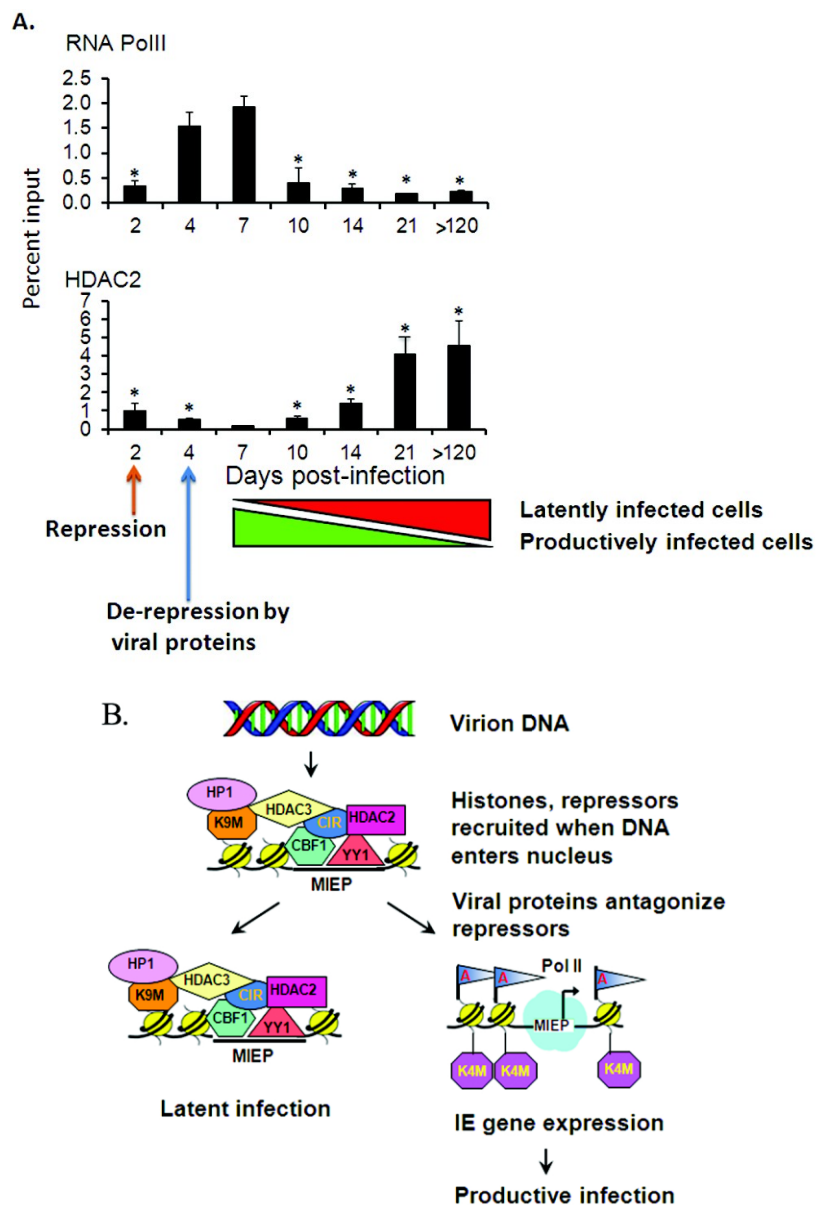 A.
RNA PolII
2.5
2.0
1.5
1.0
0.5
0.0
* * * * *
2 4 7 10 14 21 >120
Percent input
HDAC2
7
6
5
4
3
2
1
0
* * * * * *
2 4 7 10 14 21 >120
Days post-infection
Repression
Latently infected cells
Productively infected cells
De-repression by
viral proteins
B.
Virion DNA
HP1
K9M
HDAC3
CIR
HDAC2
CBF1
YY1
MIEP
Histones, repressors
recruited when DNA
enters nucleus
Viral proteins antagonize
repressors
HP1
K9M
HDAC3
CIR
HDAC2
CBF1
YY1
MIEP
Latent infection
Pol II
A A A
MIEP
K4M K4M K4M
IE gene expression
Productive infection